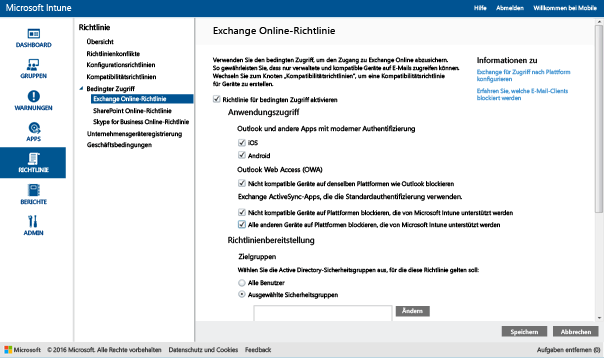 Microsoft Intune
Hilfe Abmelden Willkommen bei Mobile
DASHBOARD
GRUPPEN
WARNUNGEN
APPS
RICHTLINIE
BERICHTE
ADMIN
Richtlinie
Übersicht
Richtlinienkonflikte
Konfigurationsrichtlinien
Kompatibilitätsrichtlinien
Bedingter Zugriff
Exchange Online-Richtlinie
SharePoint Online-Richtlinie
Skype for Business Online-Richtlinie
Unternehmensgeräteregistrierung
Geschäftsbedingungen
Exchange Online-Richtlinie
Verwenden Sie den bedingten Zugriff, um den Zugang zu Exchange Online abzusichern.
So gewährleisten Sie, dass nur verwaltete und kompatible Geräte auf E-Mails zugreifen können.
Wechseln Sie zum Knoten „Kompatibilitätsrichtlinien“, um eine Kompatibilitätsrichtlinie
für Geräte zu erstellen.
Richtlinie für bedingten Zugriff aktivieren
Anwendungszugriff
Outlook und andere Apps mit moderner Authentifizierung
iOS
Android
Outlook Web Access (OWA)
Nicht kompatible Geräte auf denselben Plattformen wie Outlook blockieren
Exchange ActiveSync-Apps, die die Standardauthentifizierung verwenden.
Nicht kompatible Geräte auf Plattformen blockieren, die von Microsoft Intune unterstützt werden
Alle anderen Geräte auf Plattformen blockieren, die von Microsoft Intune unterstützt werden
Richtlinienbereitstellung
Zielgruppen
Wählen Sie die Active Directory-Sicherheitsgruppen aus, für die diese Richtlinie gelten soll:
Alle Benutzer
Ausgewählte Sicherheitsgruppen
Ändern
Informationen zu
Exchange für Zugriff nach Plattform
konfigurieren
Erfahren Sie, welche E-Mail-Clients
blockiert werden
Speichern Abbrechen
Microsoft © 2016 Microsoft. Alle Rechte vorbehalten Datenschutz und Cookies Feedback
Aufgaben entfernen (0)